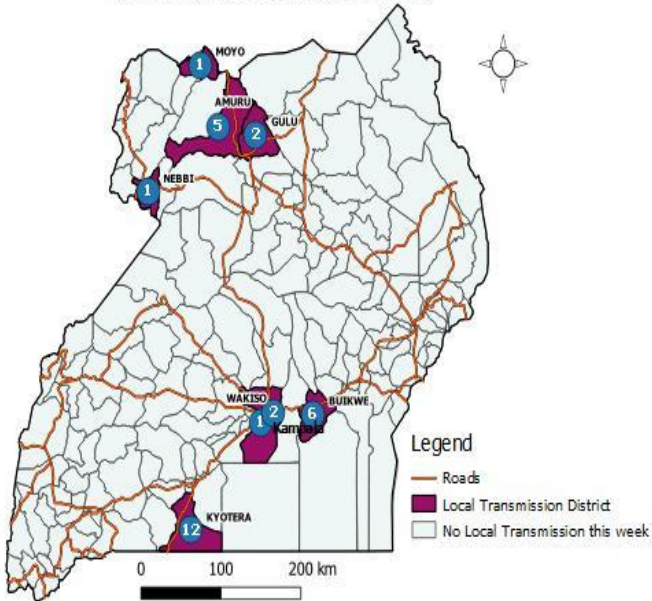 MOYO
1
AMURU
5
GULU
2
NEBBI
1
WAKISO
2
1
Kampala
6
BUIKWE
Legend
Roads
Local Transmission District
No Local Transmission this week
KYOTERA
12
0 100 200 km